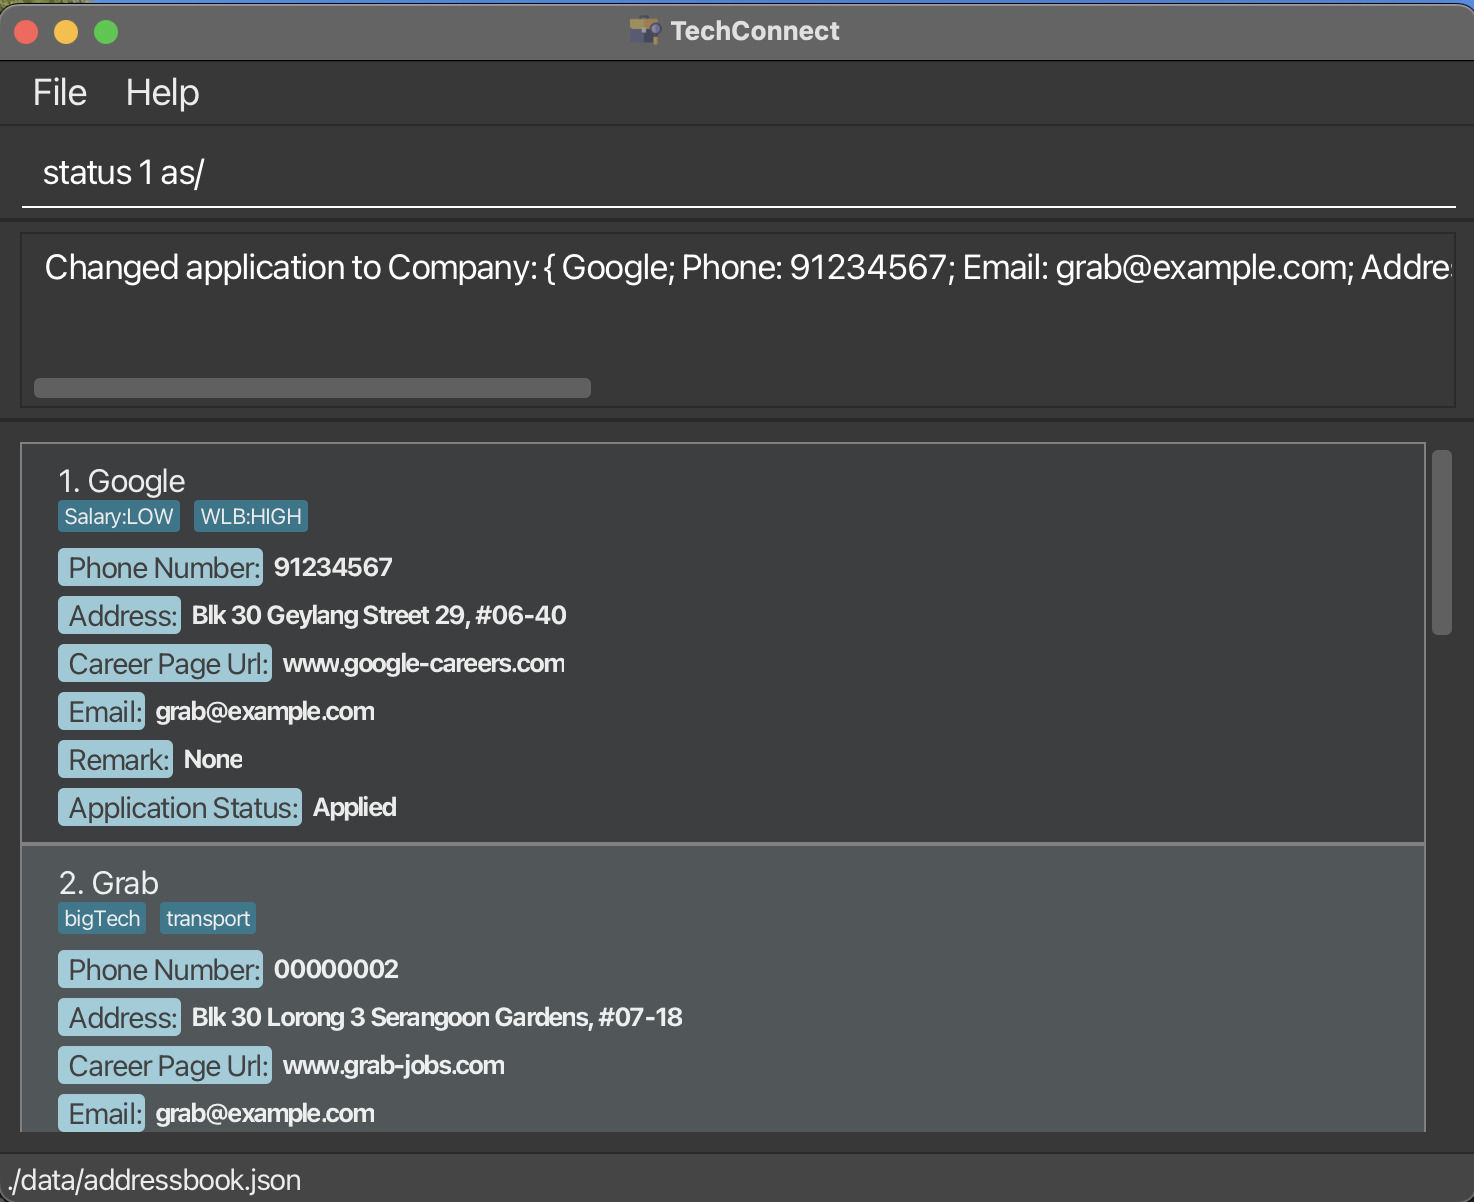 TechConnect
File Help
status 1 as/
Changed application to Company: { Google; Phone: 91234567; Email: grab@example.com; Addre
1. Google
Salary:LOW WLB:HIGH
Phone Number: 91234567
Address: Blk 30 Geylang Street 29, #06-40
Career Page Url: www.google-careers.com
Email: grab@example.com
Remark: None
Application Status: Applied
2. Grab
bigTech transport
Phone Number: 00000002
Address: Blk 30 Lorong 3 Serangoon Gardens, #07-18
Career Page Url: www.grab-jobs.com
Email: grab@example.com
./data/addressbook.json